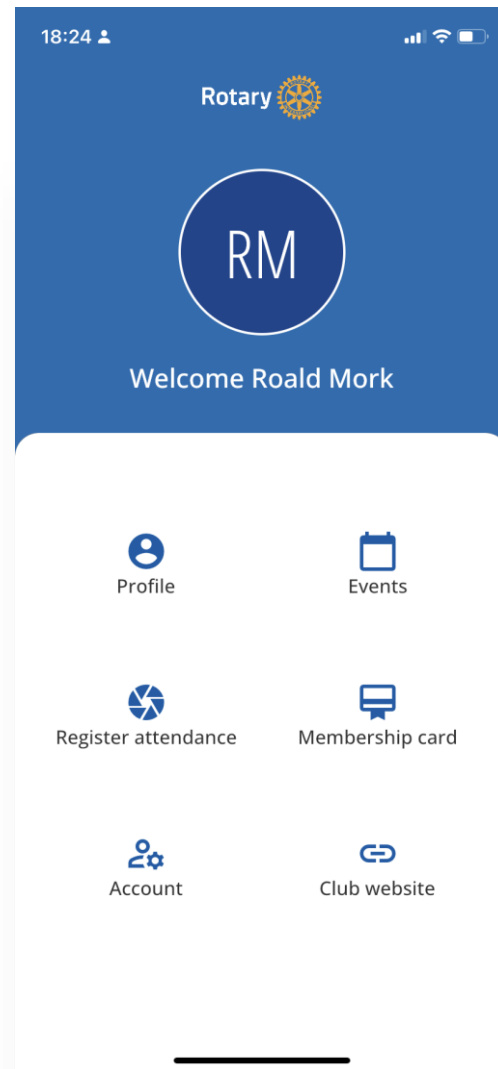 18:24
Rotary
RM
Welcome Roald Mork
Profile
Events
Register attendance
Membership card
Account
Club website